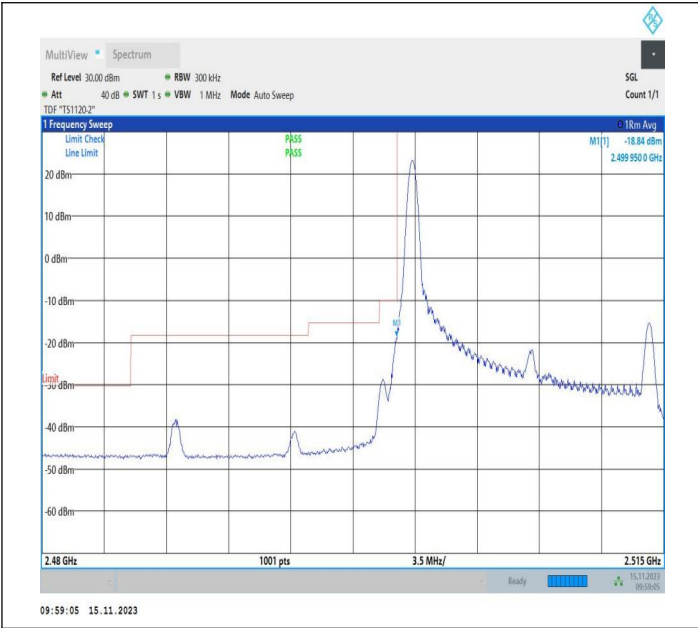 MultiView Spectrum
Ref Level 30.00 dBm RBW 300 kHz SGL
Att 40 dB SWT 1 s VBW 1 MHz Mode Auto Sweep Count 1/1
TDF "TS1120-2"
1 Frequency Sweep 1Rm Avg
Limit Check PASS M1[1] -18.84 dBm
Line Limit PASS 2.499 950 0 GHz
20 dBm
10 dBm
0 dBm
-10 dBm
M1
-20 dBm
Limit
-30 dBm
-40 dBm
-50 dBm
-60 dBm
2.48 GHz 1001 pts 3.5 MHz/ 2.515 GHz
Ready 15.11.2023
09:59:05
09:59:05 15.11.2023